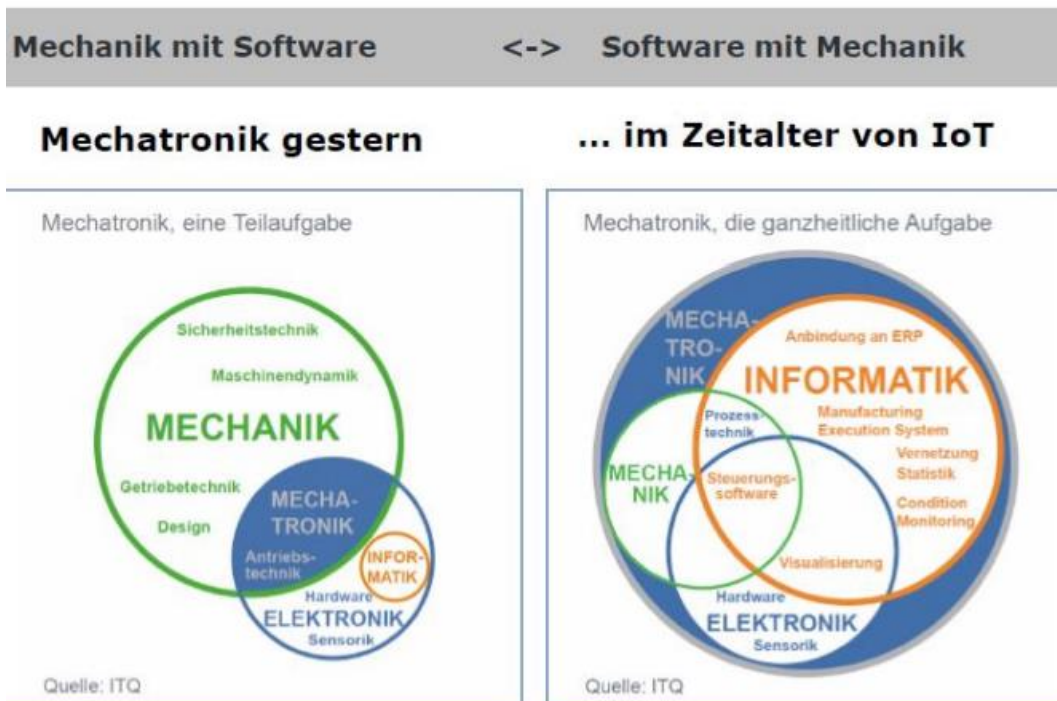 Mechanik mit Software <-> Software mit Mechanik
Mechatronik gestern
... im Zeitalter von IoT
Mechatronik, eine Teilaufgabe
Sicherheitstechnik
Maschinendynamik
MECHANIK
Getriebetechnik
Design
MECHA-
TRONIK
Antriebs-
technik
INFOR-
MATIK
Hardware
ELEKTRONIK
Sensorik
Quelle: ITQ
Mechatronik, die ganzheitliche Aufgabe
MECHA-
TRO-
NIK
Anbindung an ERP
INFORMATIK
Prozess-
technik
Manufacturing
Execution System
Vernetzung
Statistik
MECHA-
NIK
Steuerungs-
software
Condition
Monitoring
Visualisierung
Hardware
ELEKTRONIK
Sensorik
Quelle: ITQ